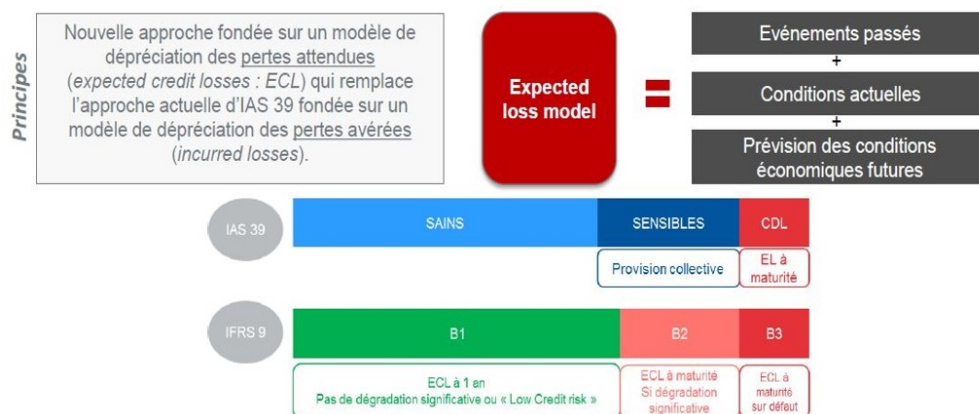 Principes
Nouvelle approche fondée sur un modèle de
dépréciation des pertes attendues
(expected credit losses : ECL) qui remplace
l'approche actuelle d'IAS 39 fondée sur un
modèle de dépréciation des pertes avérées
(incurred losses).
Expected
loss model
=
Evénements passés
+
Conditions actuelles
+
Prévision des conditions
économiques futures
IAS 39
SAINS
SENSIBLES
CDL
Provision collective
EL à
maturité
IFRS 9
B1
B2
B3
ECL à 1 an
Pas de dégradation significative ou « Low Credit risk »
ECL à maturité
Si dégradation
significative
ECL à
maturité
sur défaut